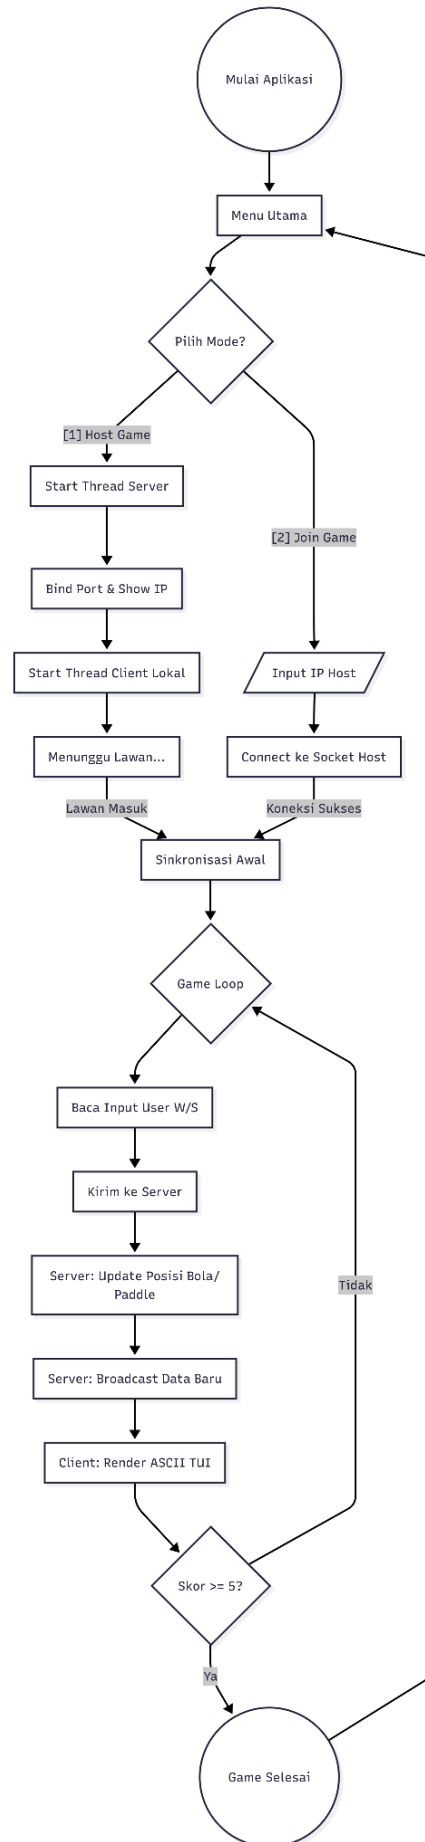 Mulai Aplikasi
Menu Utama
Pilih Mode?
[1] Host Game
Start Thread Server
[2] Join Game
Bind Port & Show IP
Start Thread Client Lokal
Input IP Host
Menunggu Lawan...
Connect ke Socket Host
Lawan Masuk
Koneksi Sukses
Sinkronisasi Awal
Game Loop
Baca Input User W/S
Kirim ke Server
Server: Update Posisi Bola/
Paddle
Tidak
Server: Broadcast Data Baru
Client: Render ASCII TUI
Skor >= 5?
Ya
Game Selesai